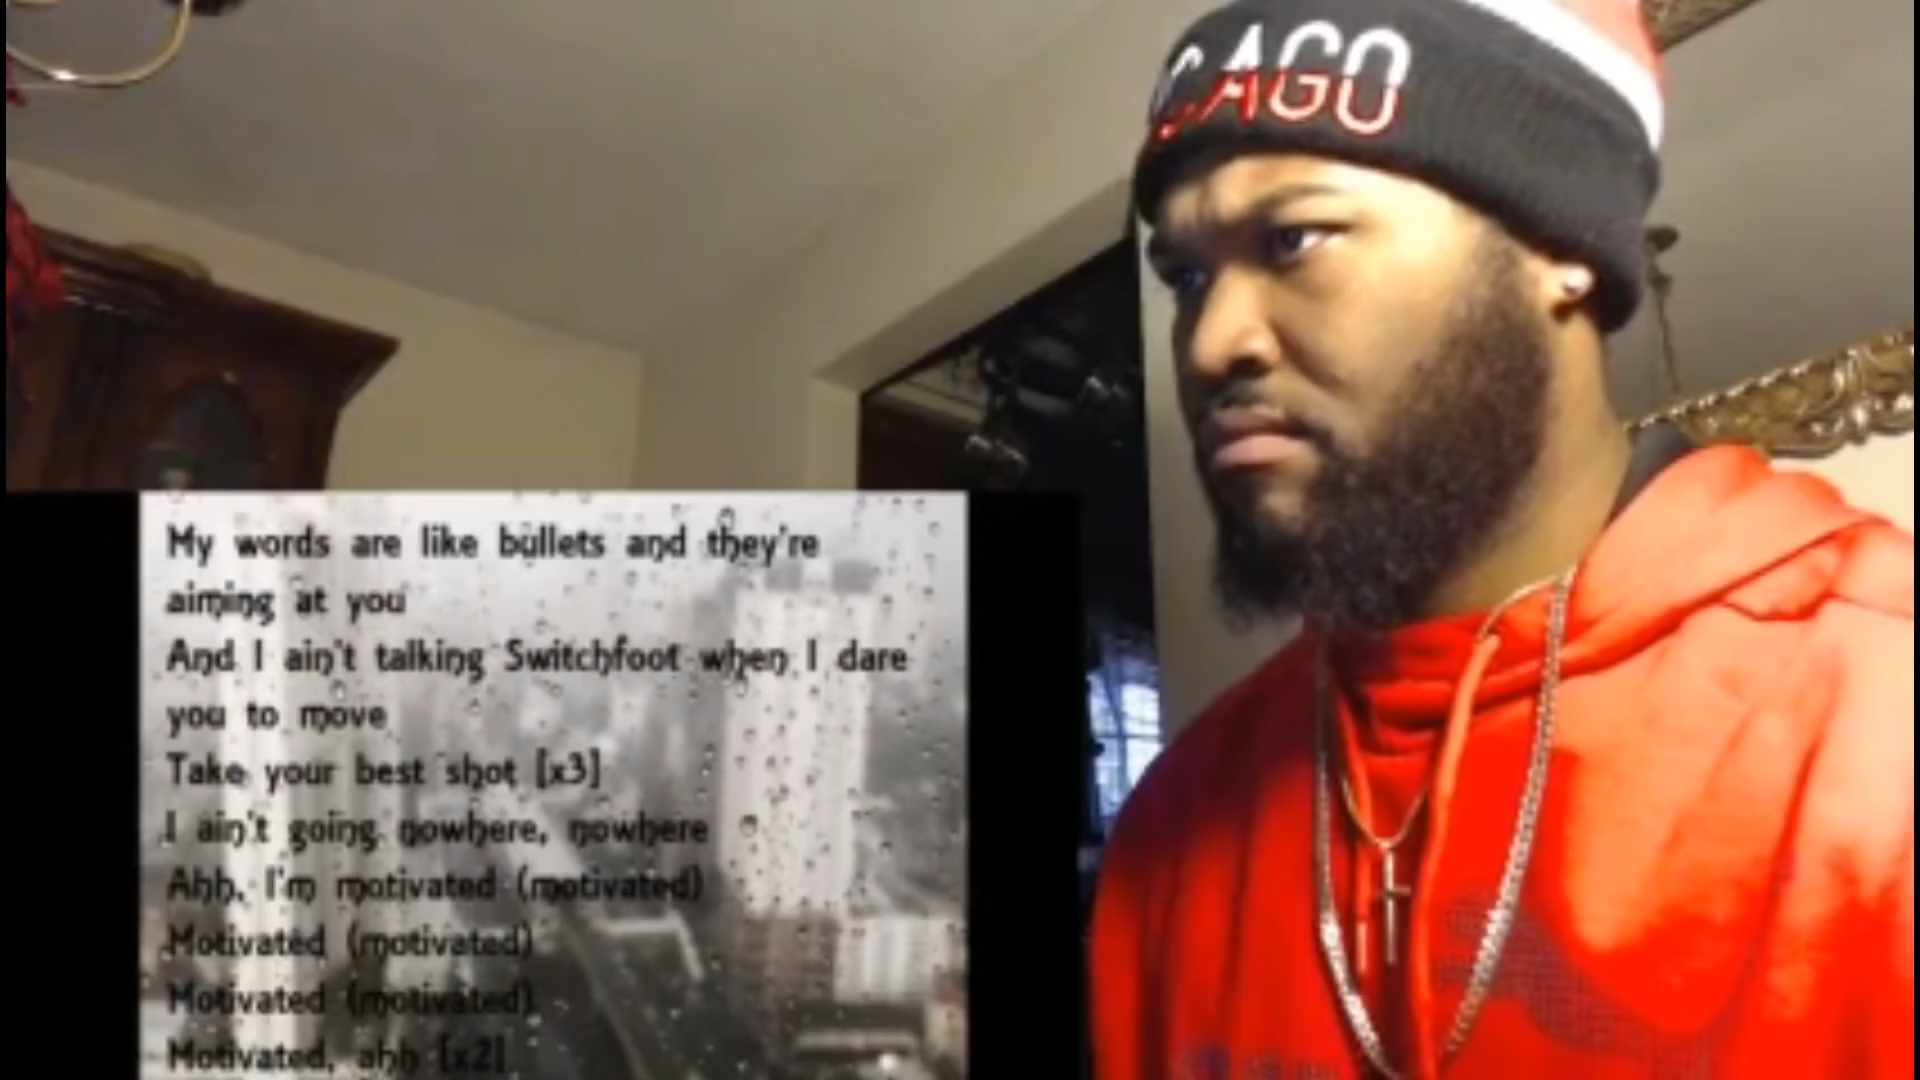 CAGO
My words are like bullets and they're
aiming at you
And I ain't talking Switchfoot when I dare
you to move
Take your best shot [x3]
I ain't going nowhere, nowhere
Ahh, I'm motivated (motivated)
Motivated (motivated)
Motivated (motivated)
Motivated, ahh [x2]